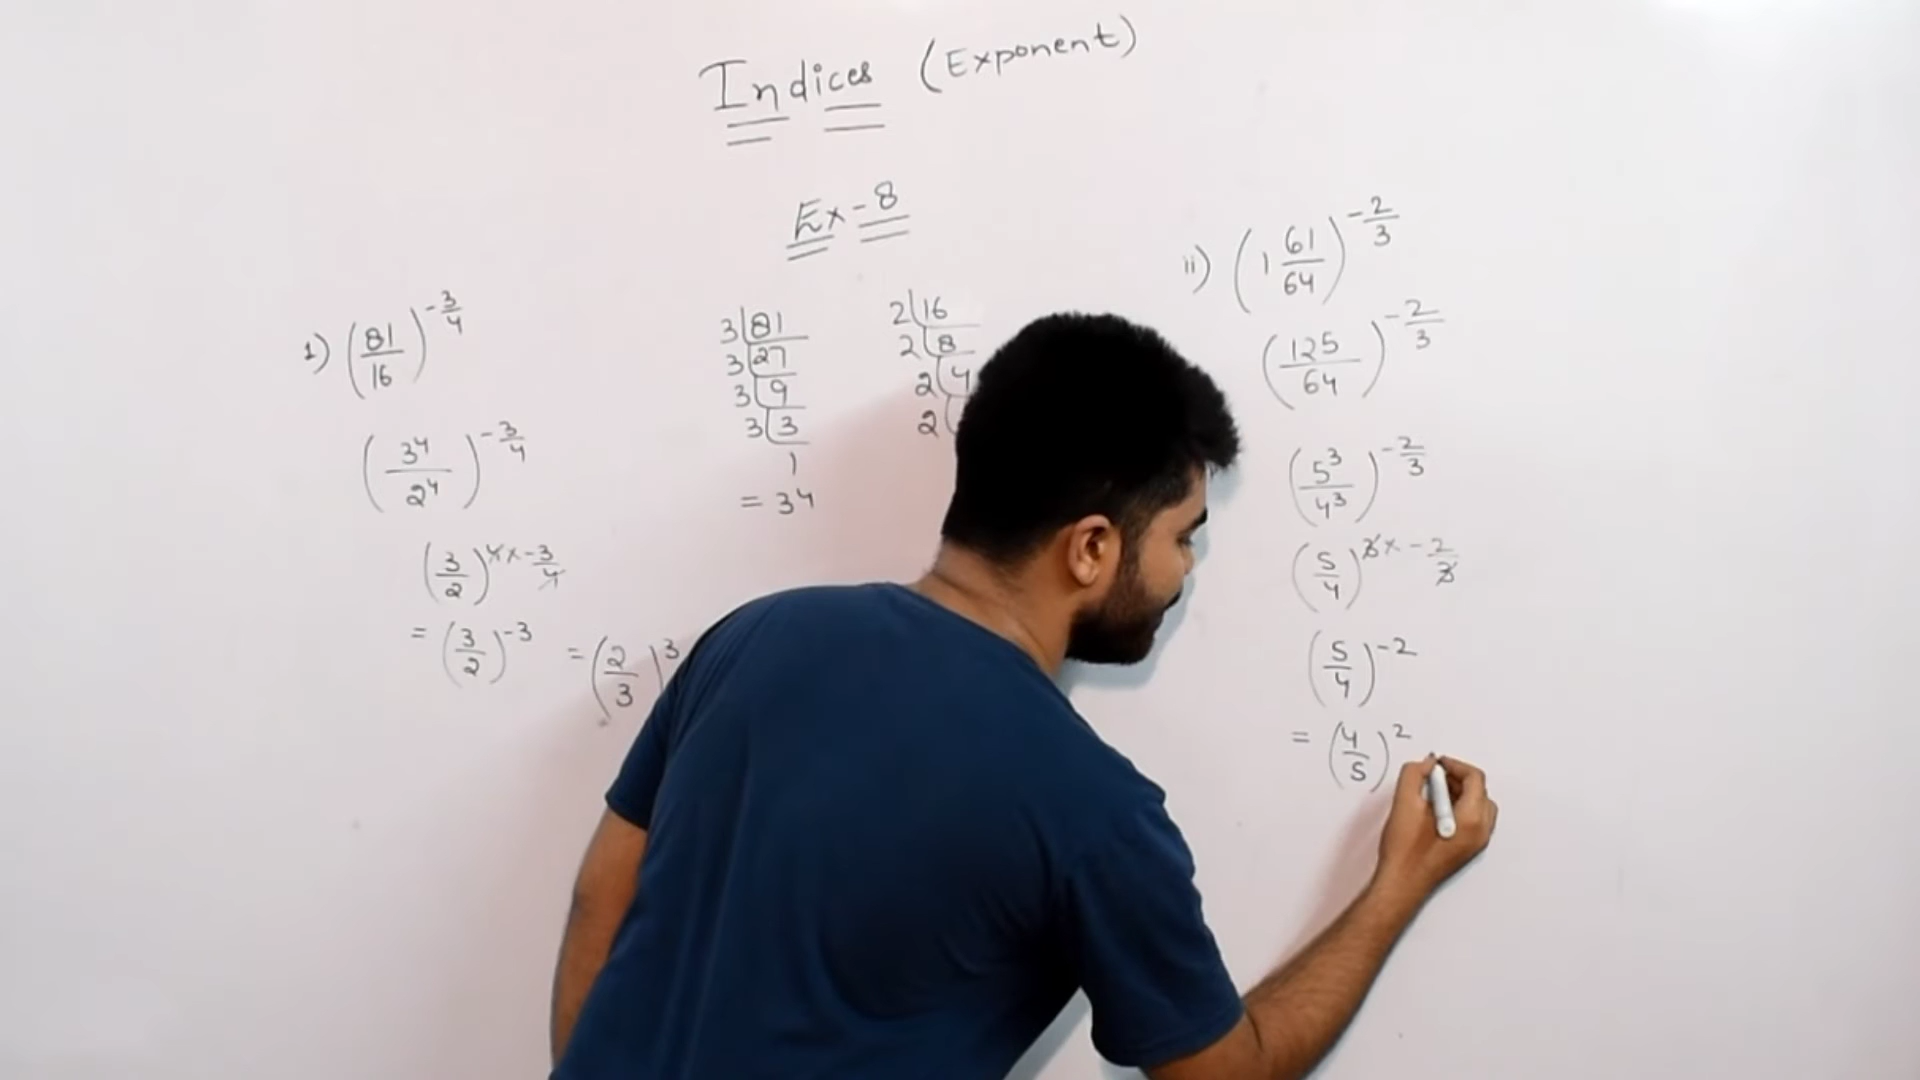 Indices (Exponent)
Ex-8
1) (81/16)^-3/4
(3^4/2^4)^-3/4
(3/2)^4x-3/4
= (3/2)^-3 = (2/3)^3
3|81
3|27
3|9
3|3
1
= 3^4
2|16
2|8
2|4
2|
ii) (1 61/64)^-2/3
(125/64)^-2/3
(5^3/4^3)^-2/3
(5/4)^3x-2/3
(5/4)^-2
= (4/5)^2